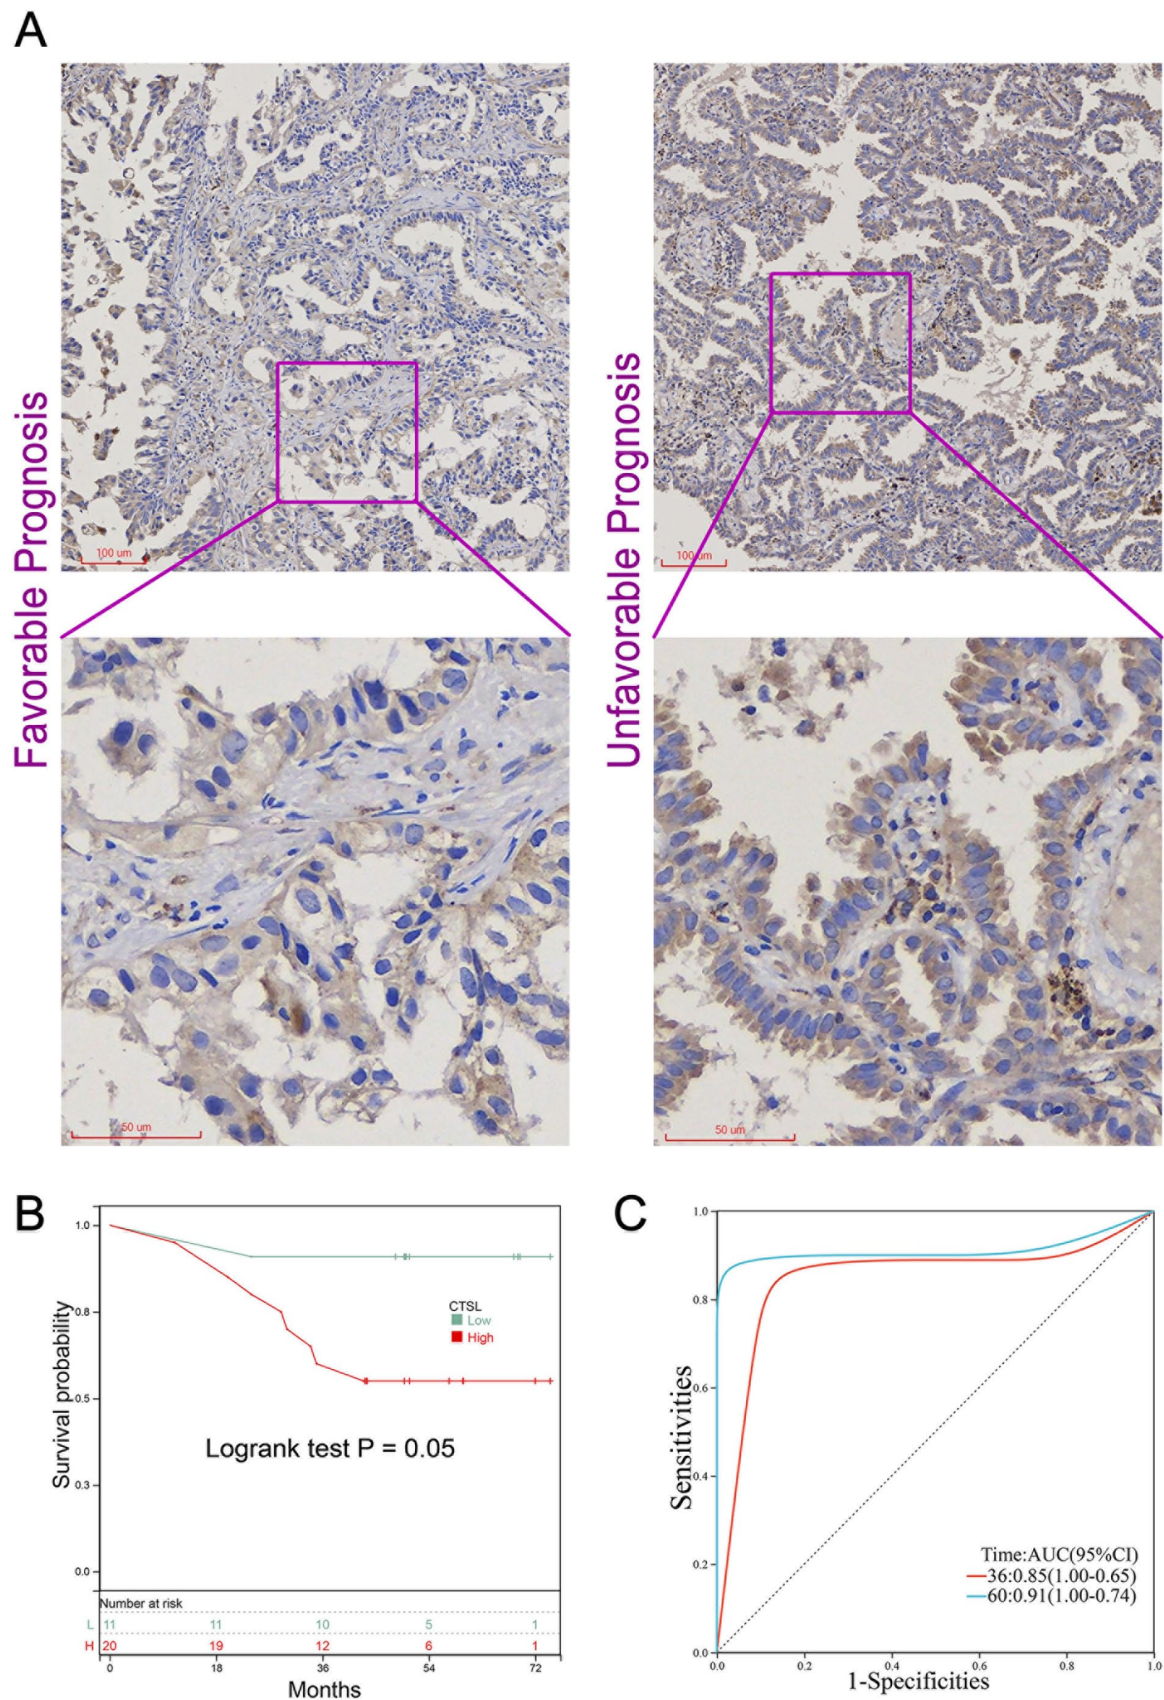 A
Favorable Prognosis
Unfavorable Prognosis
100 um
100 um
50 um
50 um
B
Survival probability
1.0
0.8
0.5
0.3
0.0
CTSL
Low
High
Logrank test P = 0.05
Number at risk
L 11 11 10 5 1
H 20 19 12 6 1
0 18 36 54 72
Months
C
Sensitivities
1.0
0.8
0.6
0.4
0.2
0.0
Time:AUC(95%CI)
36:0.85(1.00-0.65)
60:0.91(1.00-0.74)
0.0 0.2 0.4 0.6 0.8 1.0
1-Specificities